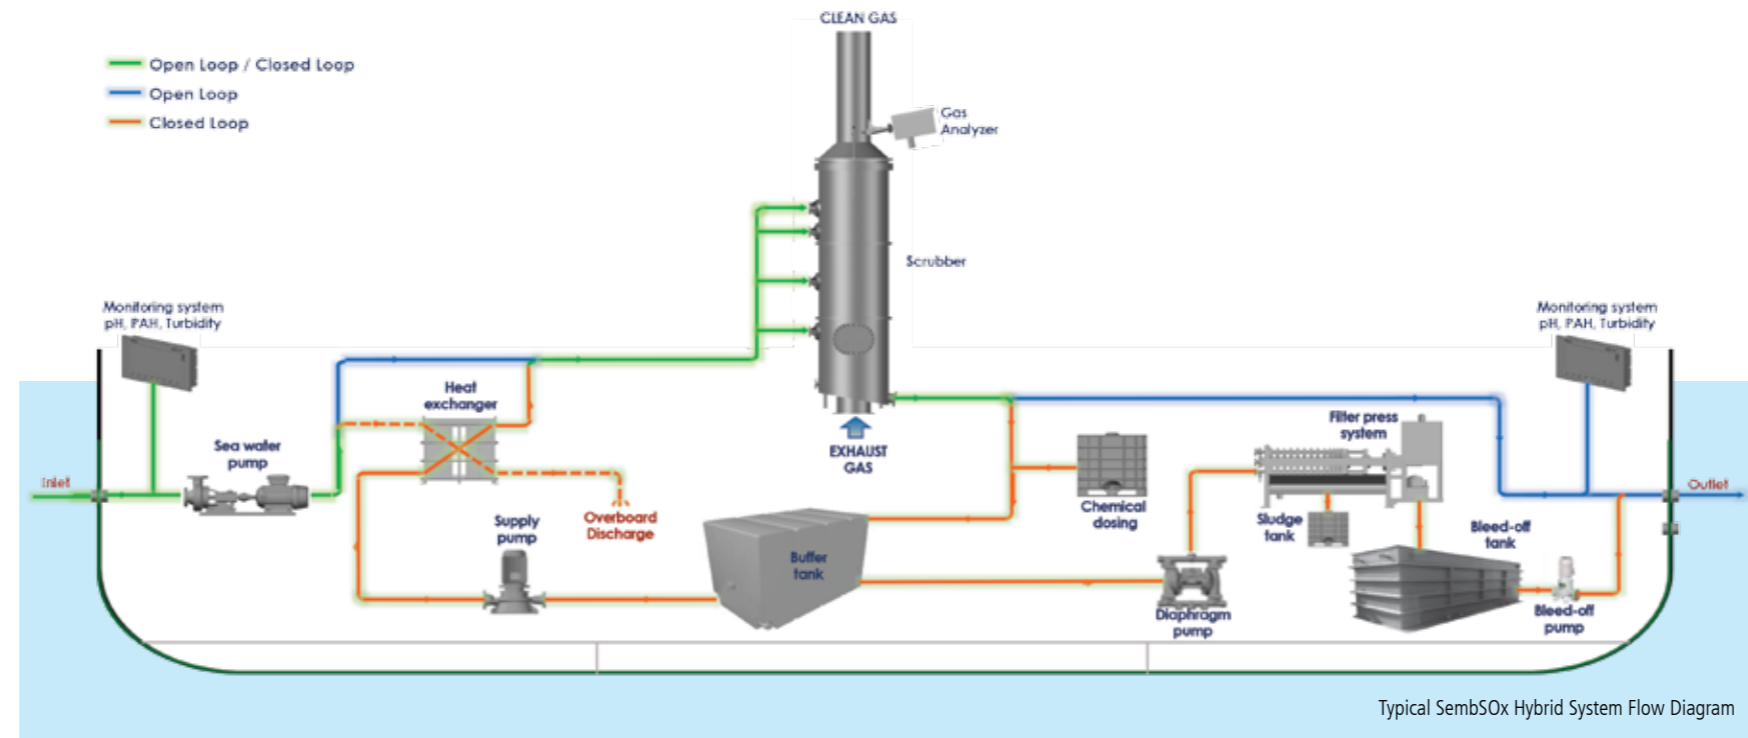 CLEAN GAS
Open Loop / Closed Loop
Open Loop
Closed Loop
Gas
Analyzer
Scrubber
Monitoring system
pH, PAH, Turbidity
Monitoring system
pH, PAH, Turbidity
Heat
exchanger
Sea water
pump
Inlet
EXHAUST
GAS
Filter press
system
Outlet
Overboard
Discharge
Supply
pump
Chemical
dosing
Sludge
tank
Bleed-off
tank
Buffer
tank
Diaphragm
pump
Bleed-off
pump
Typical SembSOx Hybrid System Flow Diagram